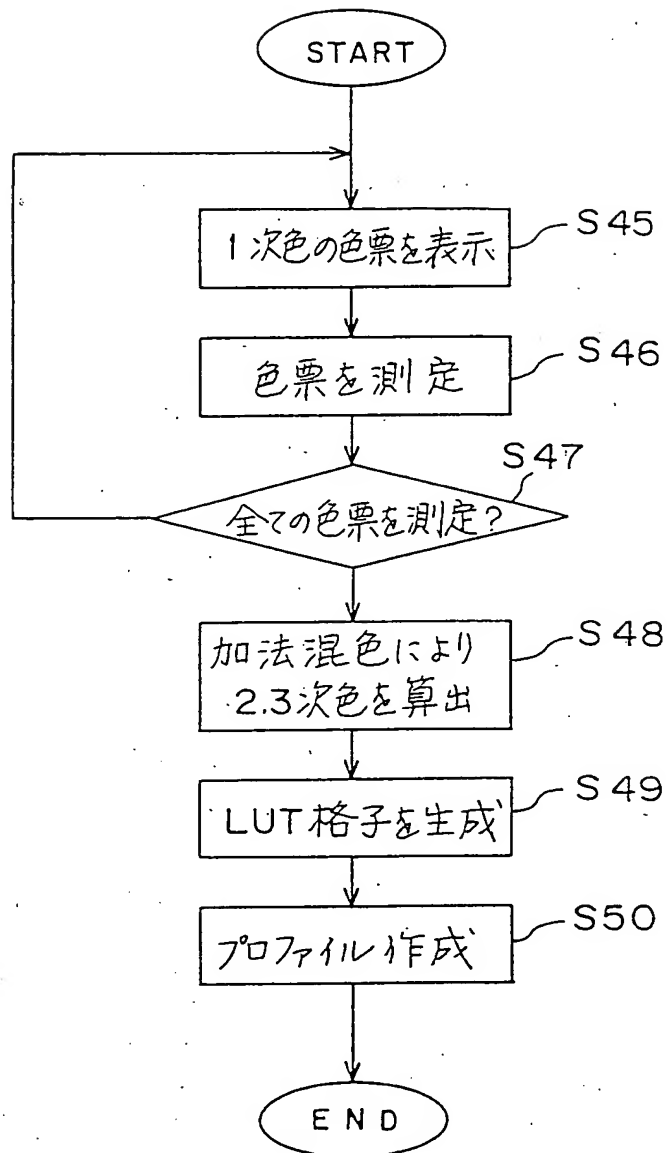 START
1次色の色票を表示
S45
色票を測定
S46
S47
全ての色票を測定?
加法混色により
2.3次色を算出
S48
LUT格子を生成
S49
プロファイル作成
S50
END